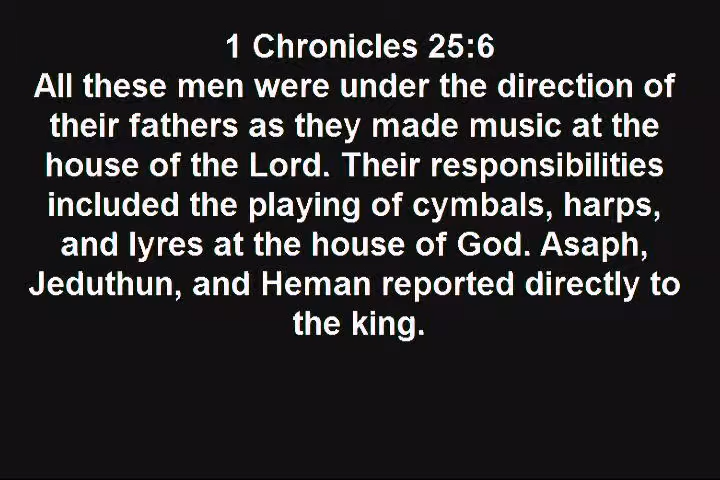 1 Chronicles 25:6
All these men were under the direction of
their fathers as they made music at the
house of the Lord. Their responsibilities
included the playing of cymbals, harps,
and lyres at the house of God. Asaph,
Jeduthun, and Heman reported directly to
the king.